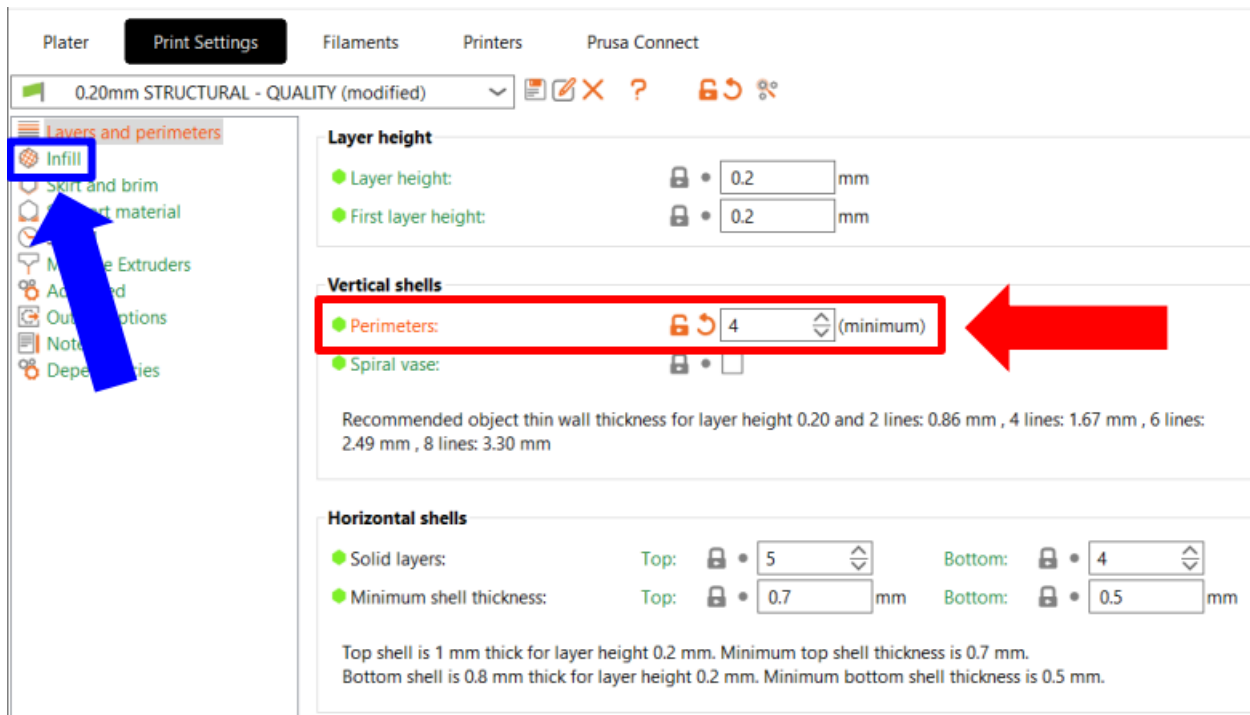 Plater Print Settings Filaments Printers Prusa Connect
0.20mm STRUCTURAL - QUALITY (modified)
Layers and perimeters
Infill
Skirt and brim
material
Extruders
Layer height
Layer height: 0.2 mm
First layer height: 0.2 mm
Vertical shells
Perimeters: 4 (minimum)
Spiral vase:
Recommended object thin wall thickness for layer height 0.20 and 2 lines: 0.86 mm , 4 lines: 1.67 mm , 6 lines:
2.49 mm , 8 lines: 3.30 mm
Horizontal shells
Solid layers: Top: 5 Bottom: 4
Minimum shell thickness: Top: 0.7 mm Bottom: 0.5 mm
Top shell is 1 mm thick for layer height 0.2 mm. Minimum top shell thickness is 0.7 mm.
Bottom shell is 0.8 mm thick for layer height 0.2 mm. Minimum bottom shell thickness is 0.5 mm.